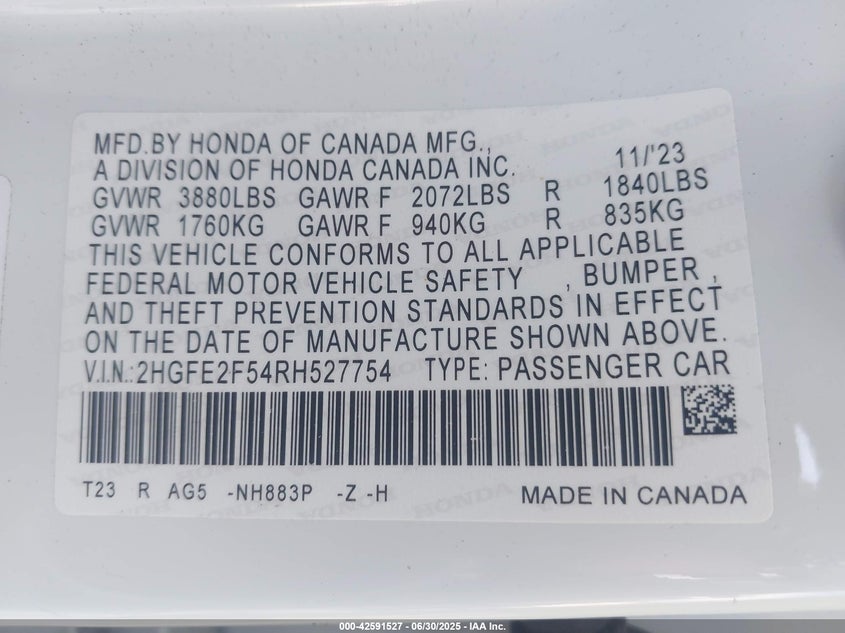 MFD.BY HONDA OF CANADA MFG.,
A DIVISION OF HONDA CANADA INC. 11/'23
GVWR 3880LBS GAWR F 2072LBS R 1840LBS
GVWR 1760KG GAWR F 940KG R 835KG
THIS VEHICLE CONFORMS TO ALL APPLICABLE
FEDERAL MOTOR VEHICLE SAFETY , BUMPER ,
AND THEFT PREVENTION STANDARDS IN EFFECT
ON THE DATE OF MANUFACTURE SHOWN ABOVE.
V.I.N.:2HGFE2F54RH527754 TYPE: PASSENGER CAR
T23 R AG5 -NH883P -Z -H MADE IN CANADA
000-42591527 - 06/30/2025 - IAA Inc.